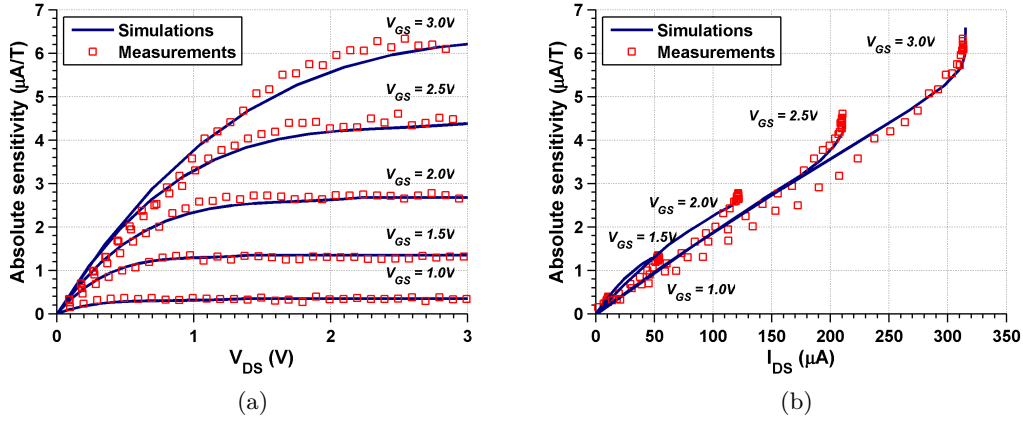 Absolute sensitivity (μA/T)
7
6
5
4
3
2
1
0
Simulations
Measurements
V_GS = 3.0V
V_GS = 2.5V
V_GS = 2.0V
V_GS = 1.5V
V_GS = 1.0V
0 1 2 3
V_DS (V)
(a)
Absolute sensitivity (μA/T)
7
6
5
4
3
2
1
0
Simulations
Measurements
V_GS = 3.0V
V_GS = 2.5V
V_GS = 2.0V
V_GS = 1.5V
V_GS = 1.0V
0 50 100 150 200 250 300 350
I_DS (μA)
(b)